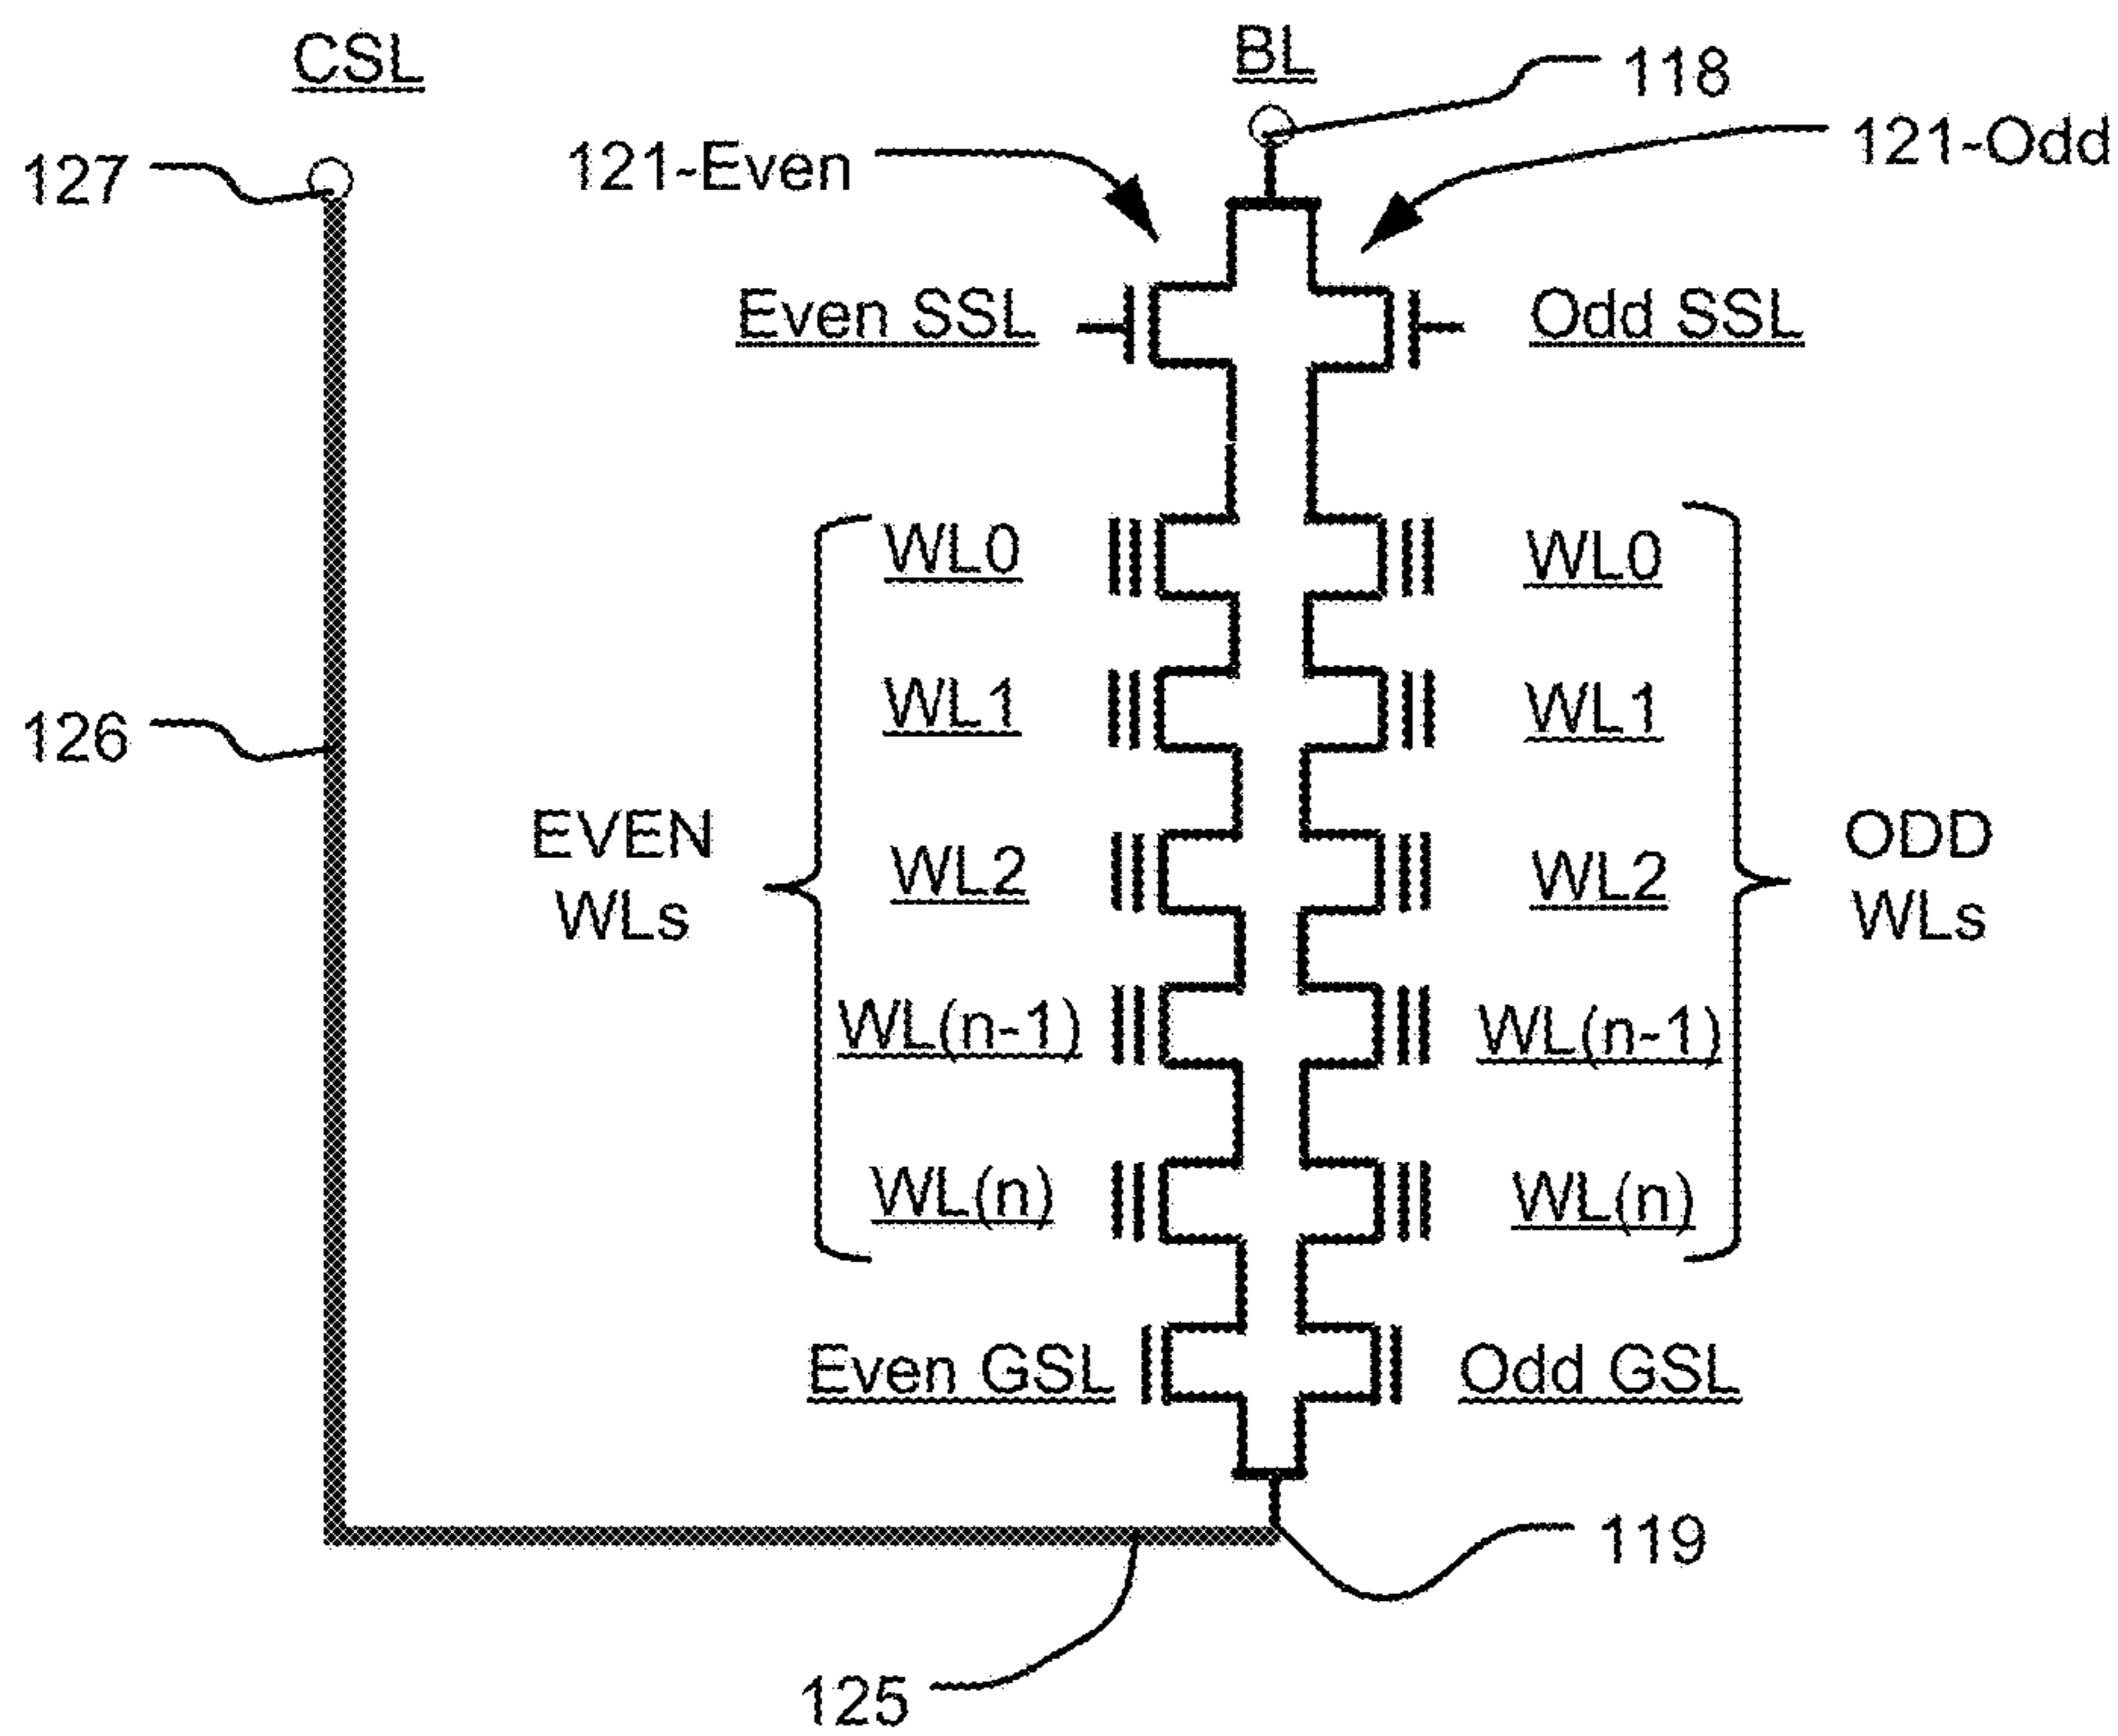 CSL
BL
118
127
121-Even
121-Odd
Even SSL
Odd SSL
WL0
WL0
126
WL1
WL1
EVEN
WLs
WL2
WL2
ODD
WLs
WL(n-1)
WL(n-1)
WL(n)
WL(n)
Even GSL
Odd GSL
119
125